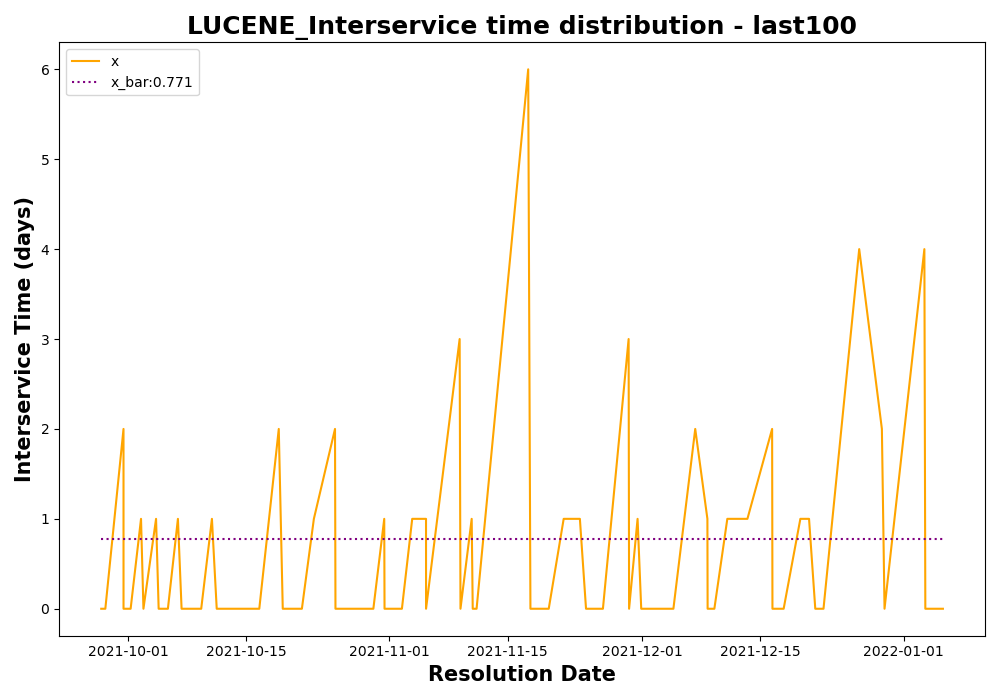 LUCENE_Interservice time distribution - last100
x
x_bar:0.771
Interservice Time (days)
6
5
4
3
2
1
0
2021-10-01 2021-10-15 2021-11-01 2021-11-15 2021-12-01 2021-12-15 2022-01-01
Resolution Date